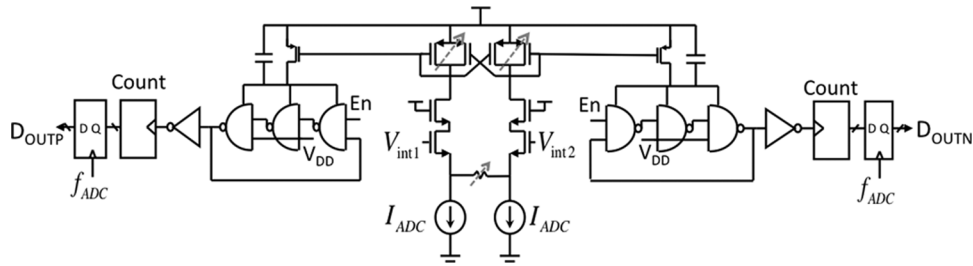 Count
En
D Q
D_OUTP
V_DD
f_ADC
V_int1
V_int2
I_ADC
I_ADC
En
V_DD
Count
D Q
D_OUTN
f_ADC